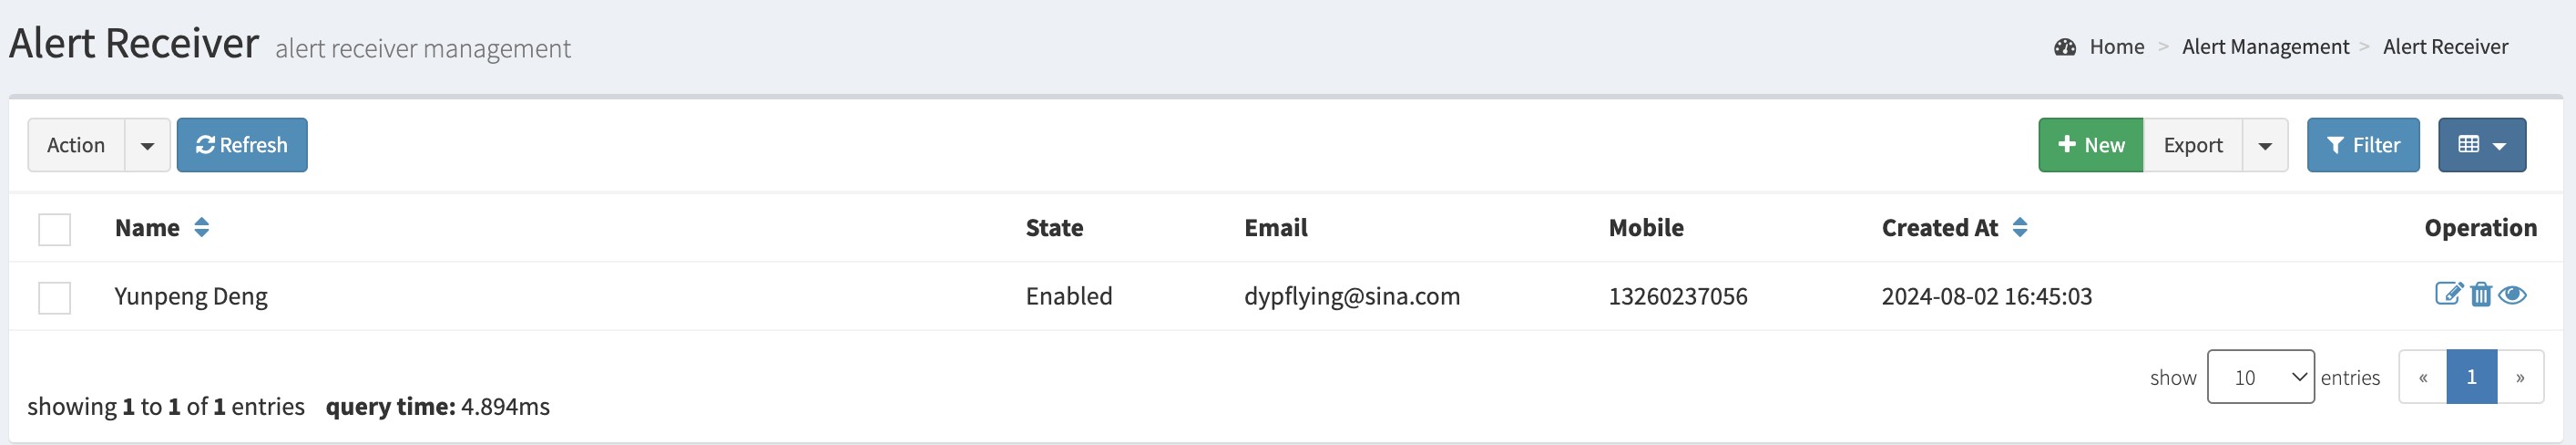 Alert Receiver alert receiver management
Home > Alert Management > Alert Receiver
Action Refresh New Export Filter
Name State Email Mobile Created At Operation
Yunpeng Deng Enabled dypflying@sina.com 13260237056 2024-08-02 16:45:03
show 10 entries « 1 »
showing 1 to 1 of 1 entries query time: 4.894ms